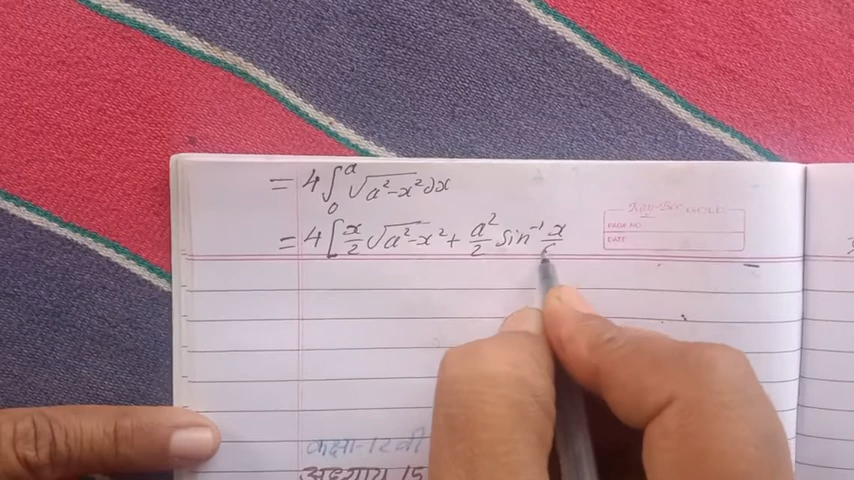 = 4 ∫₀ᵃ √(a²-x²) dx
= 4 [ x/2 √(a²-x²) + a²/2 sin⁻¹ x/
GOLD
PAGE NO
DATE
कक्षा-12वीं
अध्याय 15